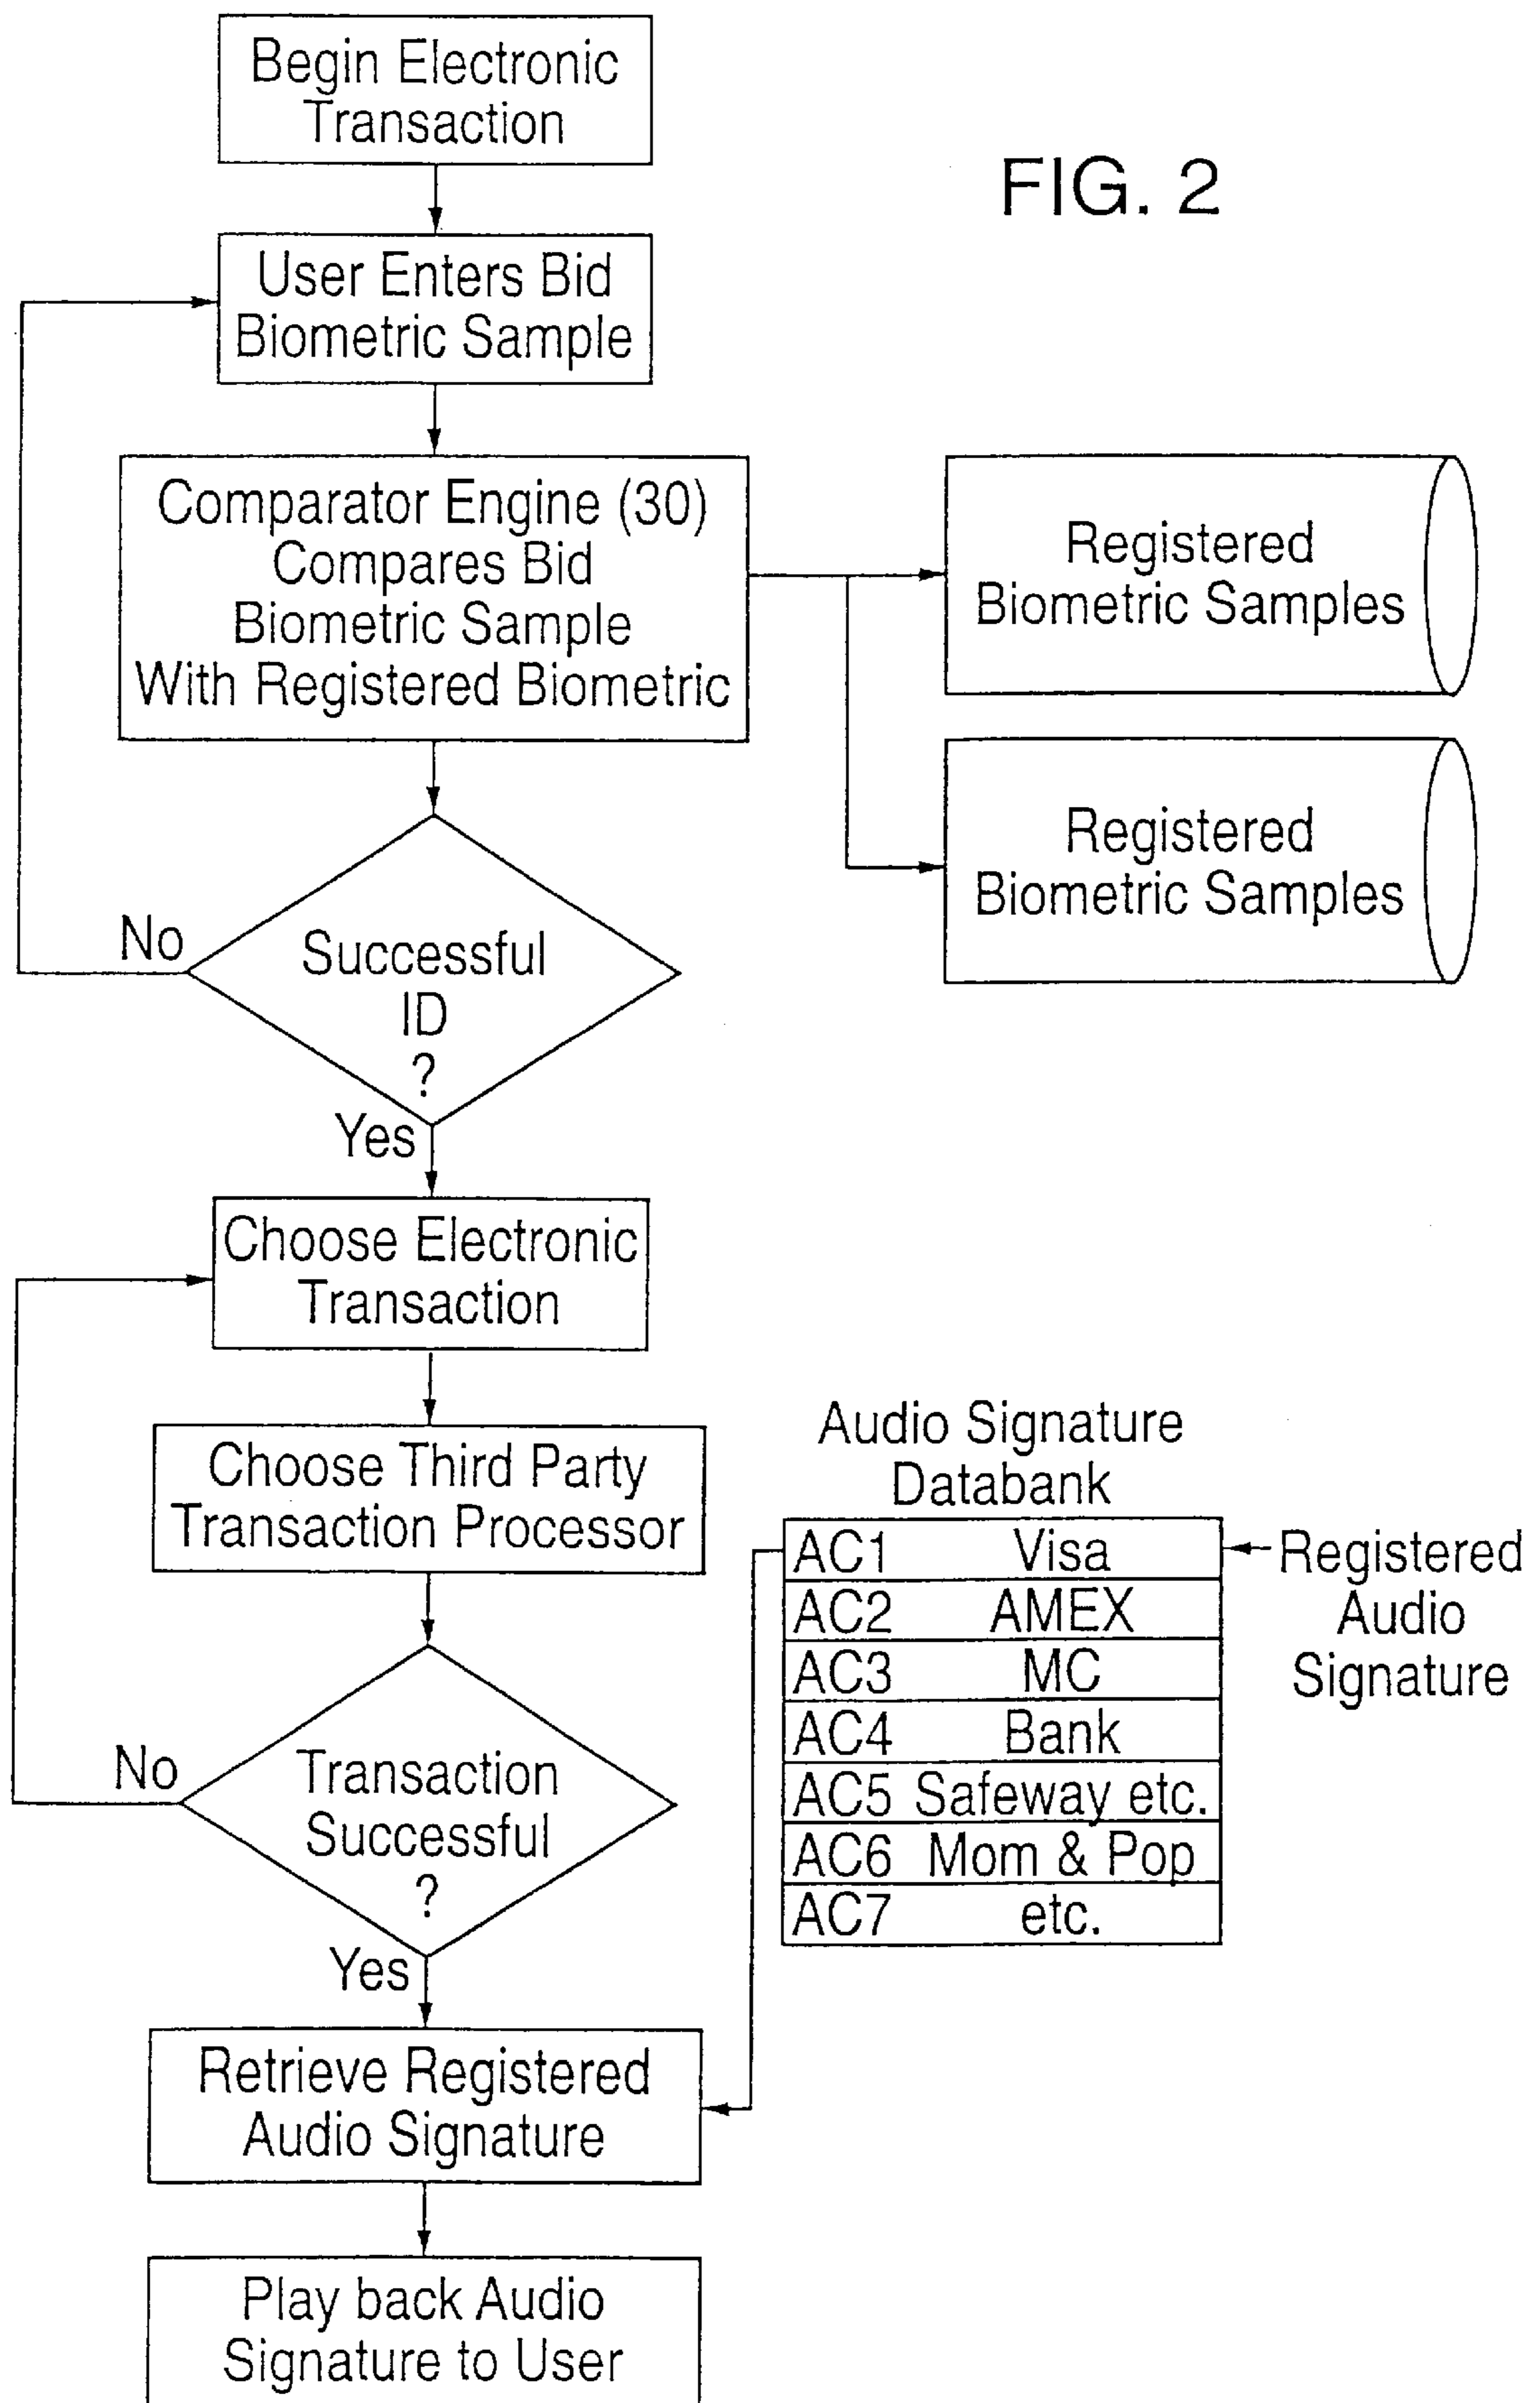 Begin Electronic
Transaction
FIG. 2
User Enters Bid
Biometric Sample
Comparator Engine (30)
Compares Bid
Biometric Sample
With Registered Biometric
Registered
Biometric Samples
Registered
Biometric Samples
No
Successful
ID
?
Yes
Choose Electronic
Transaction
Choose Third Party
Transaction Processor
Audio Signature
Databank
AC1 Visa
AC2 AMEX
AC3 MC
AC4 Bank
AC5 Safeway etc.
AC6 Mom & Pop
AC7 etc.
Registered
Audio
Signature
No
Transaction
Successful
?
Yes
Retrieve Registered
Audio Signature
Play back Audio
Signature to User